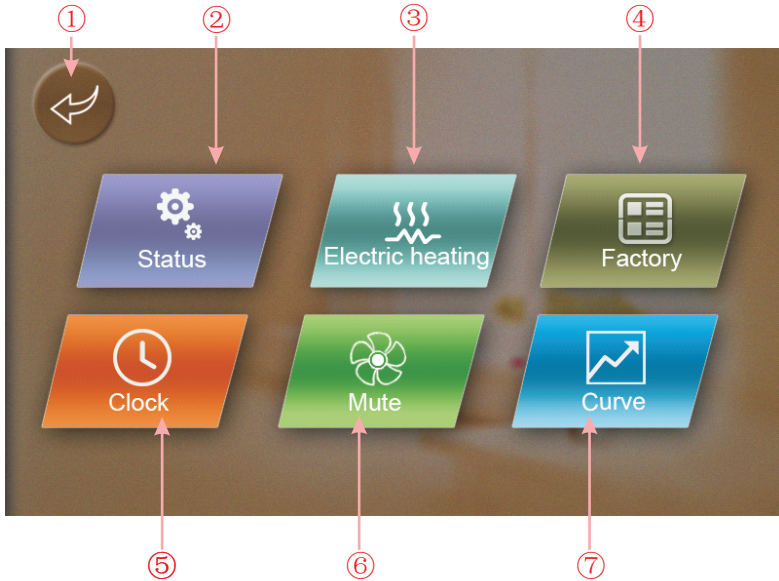 ① ② ③ ④
Status Electric heating Factory
Clock Mute Curve
⑤ ⑥ ⑦